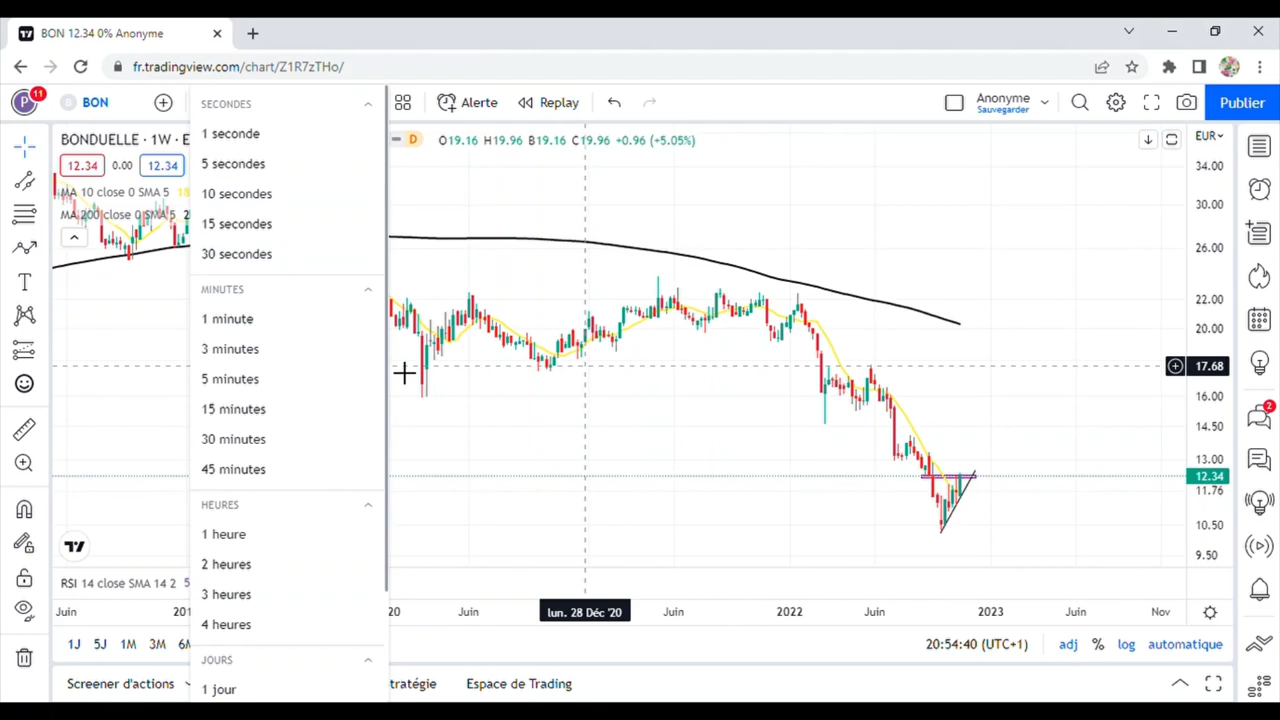 BON 12.34 0% Anonyme
fr.tradingview.com/chart/Z1R7zTHo/
P 11
BON
Alerte
Replay
Anonyme
Sauvegarder
Publier
BONDUELLE · 1W · E
D
O19.16 H19.96 B19.16 C19.96 +0.96 (+5.05%)
EUR
12.34 0.00 12.34
MA 10 close 0 SMA 5
MA 200 close 0 SMA 5 2
SECONDES
1 seconde
5 secondes
10 secondes
15 secondes
30 secondes
MINUTES
1 minute
3 minutes
5 minutes
15 minutes
30 minutes
45 minutes
HEURES
1 heure
2 heures
3 heures
4 heures
JOURS
1 jour
34.00
30.00
26.00
22.00
20.00
17.68
16.00
14.50
13.00
12.34
11.76
10.50
9.50
2
RSI 14 close SMA 14 2 5
Juin
201
20
Juin
lun. 28 Déc '20
Juin
2022
Juin
2023
Juin
Nov
1J 5J 1M 3M 6M
20:54:40 (UTC+1)
adj % log automatique
Screener d'actions
tratégie
Espace de Trading